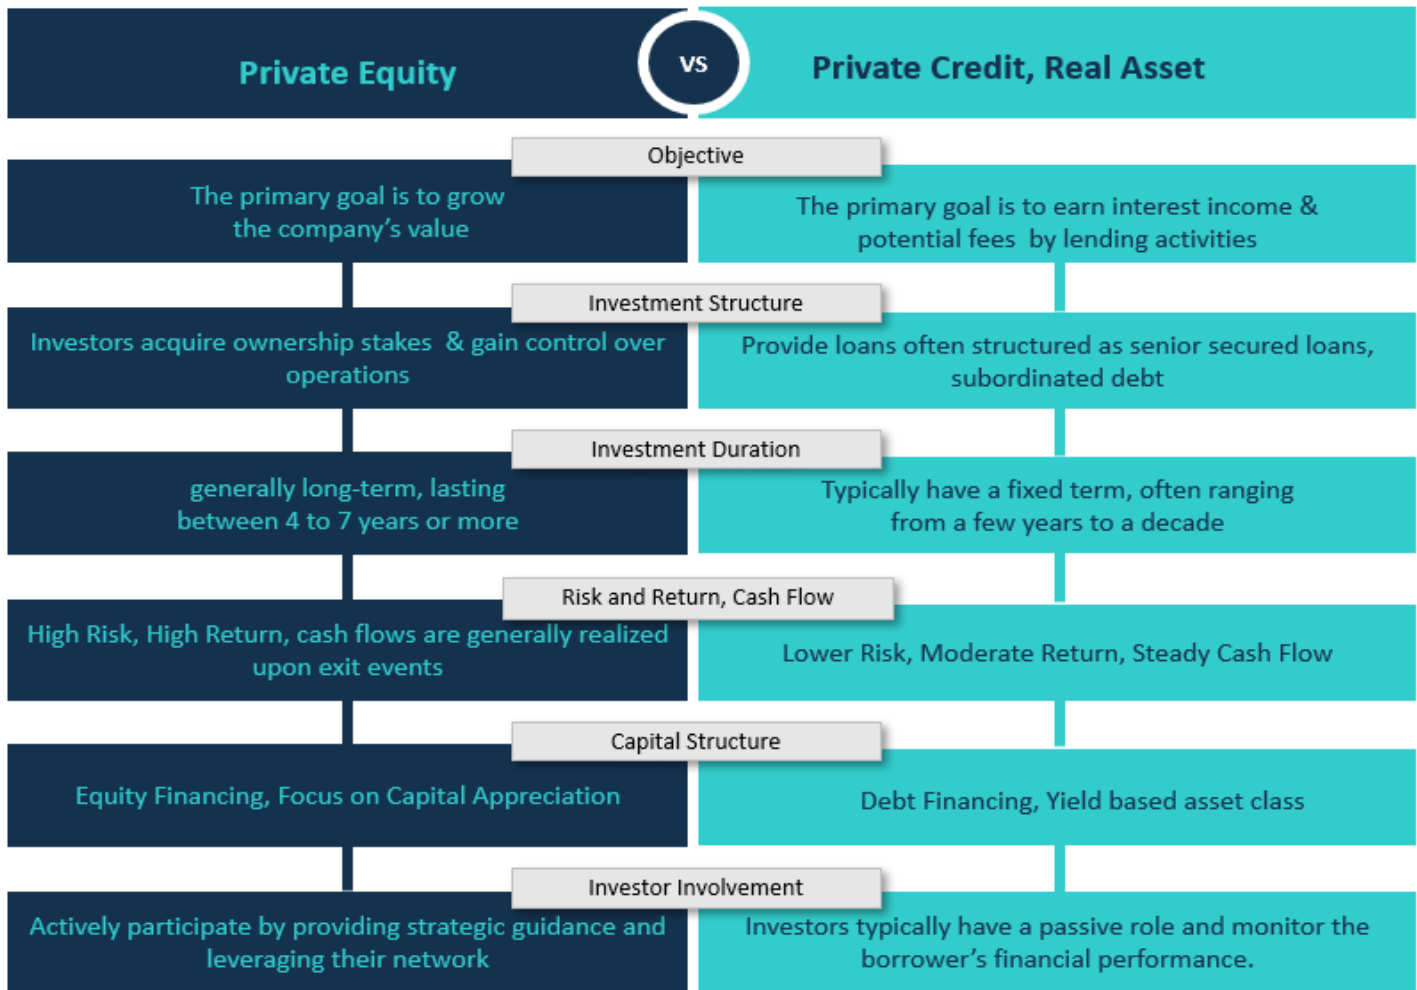 Private Equity
vs
Private Credit, Real Asset
Objective
The primary goal is to grow
the company's value
The primary goal is to earn interest income &
potential fees  by lending activities
Investment Structure
Investors acquire ownership stakes  & gain control over
operations
Provide loans often structured as senior secured loans,
subordinated debt
Investment Duration
generally long-term, lasting
between 4 to 7 years or more
Typically have a fixed term, often ranging
from a few years to a decade
Risk and Return, Cash Flow
High Risk, High Return, cash flows are generally realized
upon exit events
Lower Risk, Moderate Return, Steady Cash Flow
Capital Structure
Equity Financing, Focus on Capital Appreciation
Debt Financing, Yield based asset class
Investor Involvement
Actively participate by providing strategic guidance and
leveraging their network
Investors typically have a passive role and monitor the
borrower's financial performance.